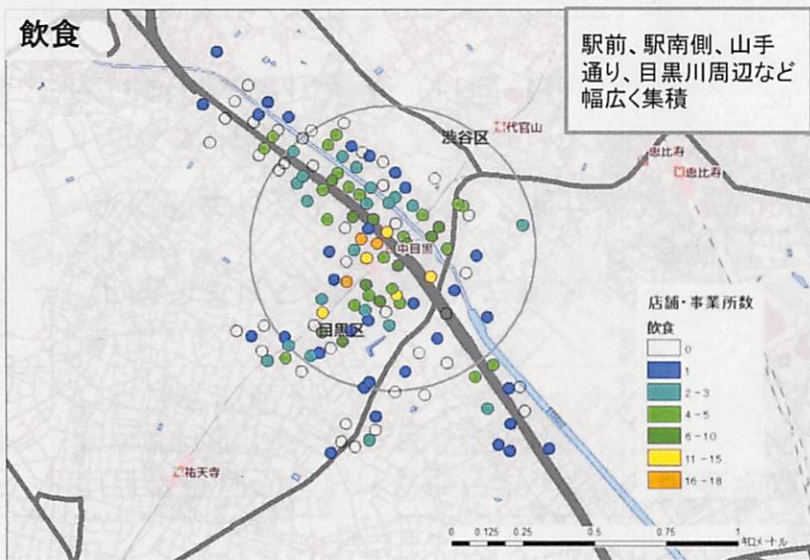 飲食
駅前、駅南側、山手
通り、目黒川周辺など
幅広く集積
渋谷区
代官山
恵比寿
恵比寿
中目黒
目黒区
祐天寺
店舗・事業所数
飲食
0
1
2-3
4-5
6-10
11-15
16-18
0 0.125 0.25 0.5 0.75 1
キロメートル